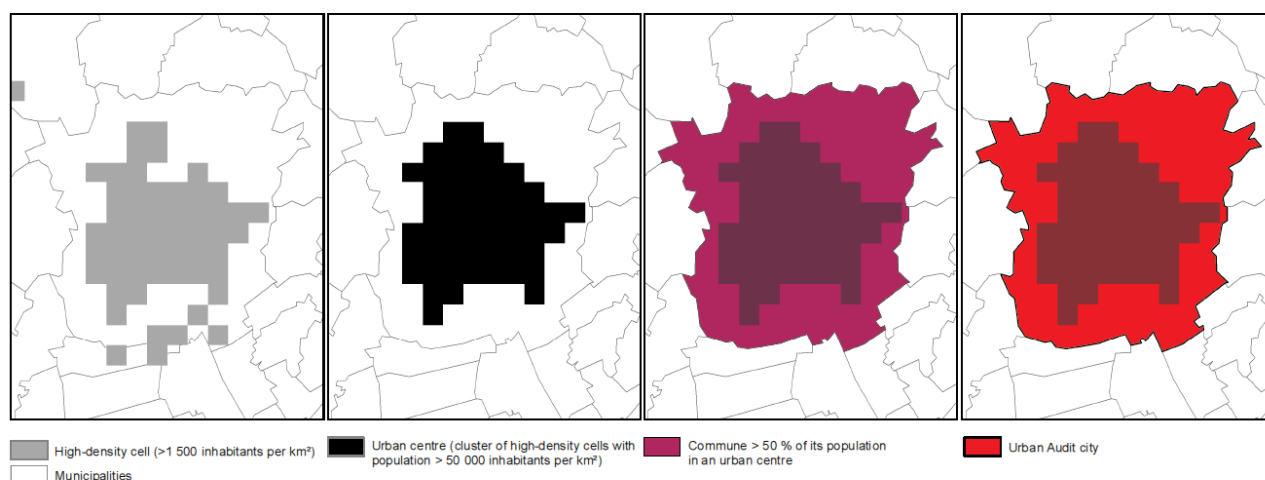 High-density cell (>1 500 inhabitants per km²)
Municipalities
Urban centre (cluster of high-density cells with
population > 50 000 inhabitants per km²)
Commune > 50 % of its population
in an urban centre
Urban Audit city